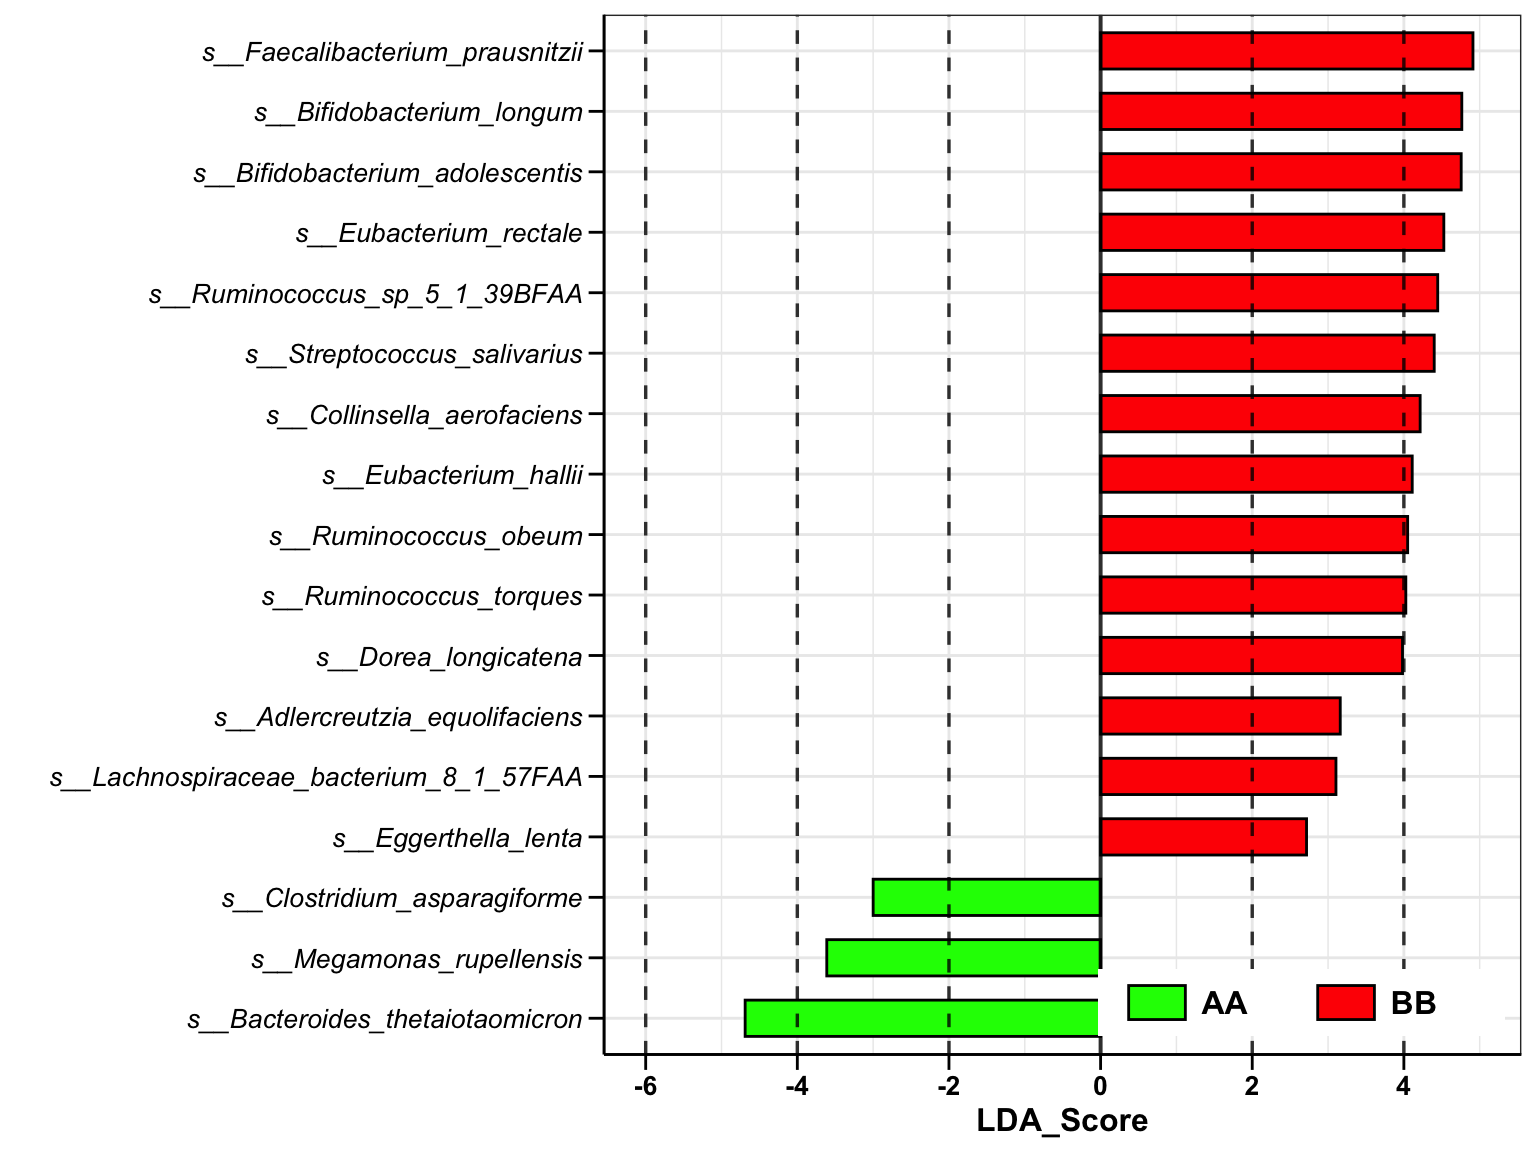 s__Faecalibacterium_prausnitzii
s__Bifidobacterium_longum
s__Bifidobacterium_adolescentis
s__Eubacterium_rectale
s__Ruminococcus_sp_5_1_39BFAA
s__Streptococcus_salivarius
s__Collinsella_aerofaciens
s__Eubacterium_hallii
s__Ruminococcus_obeum
s__Ruminococcus_torques
s__Dorea_longicatena
s__Adlercreutzia_equolifaciens
s__Lachnospiraceae_bacterium_8_1_57FAA
s__Eggerthella_lenta
s__Clostridium_asparagiforme
s__Megamonas_rupellensis
s__Bacteroides_thetaiotaomicron
AA BB
-6 -4 -2 0 2 4
LDA_Score